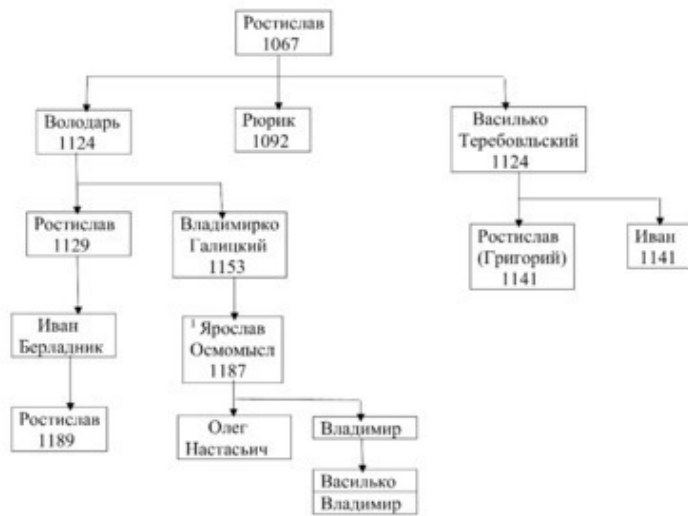 Ростислав
1067
Володарь
1124
Рюрик
1092
Василько
Теребовльский
1124
Ростислав
1129
Владимирко
Галицкий
1153
Ростислав
(Григорий)
1141
Иван
1141
Иван
Берладник
1 Ярослав
Осмомысл
1187
Ростислав
1189
Олег
Настасьич
Владимир
Василько
Владимир